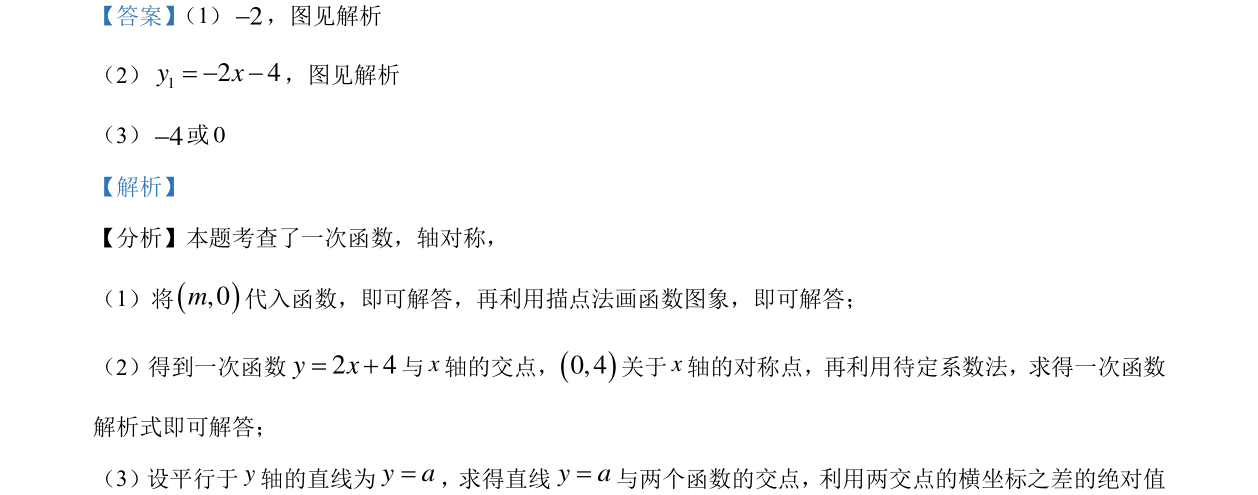 【答案】（1）−2，图见解析
（2）y₁ = −2x − 4，图见解析
（3）−4或0
【解析】
【分析】本题考查了一次函数，轴对称，
（1）将(m,0)代入函数，即可解答，再利用描点法画函数图象，即可解答；
（2）得到一次函数 y = 2x + 4 与 x 轴的交点，(0,4)关于 x 轴的对称点，再利用待定系数法，求得一次函数
解析式即可解答；
（3）设平行于 y 轴的直线为 y = a，求得直线 y = a 与两个函数的交点，利用两交点的横坐标之差的绝对值